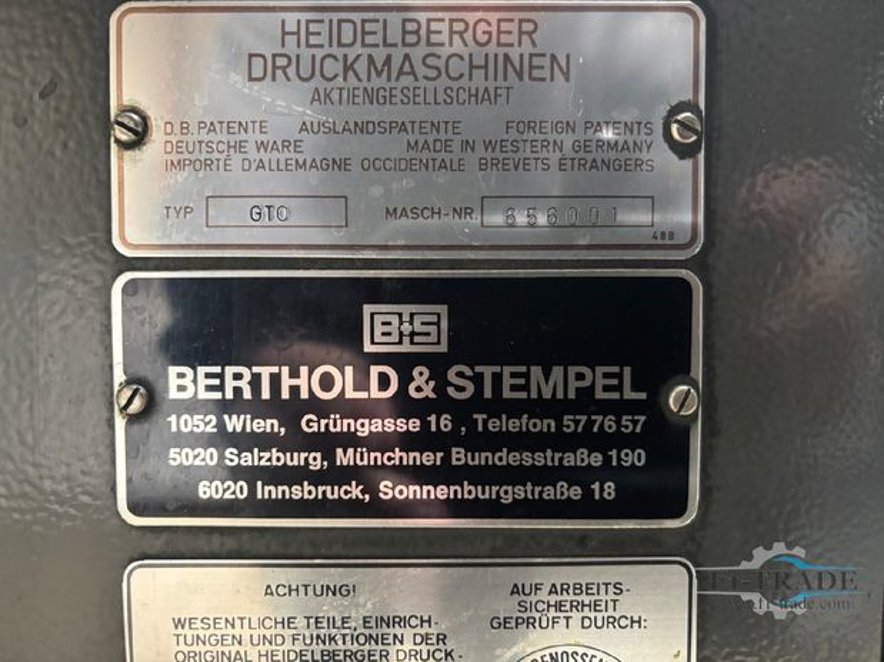 HEIDELBERGER
DRUCKMASCHINEN
AKTIENGESELLSCHAFT
D.B. PATENTE AUSLANDSPATENTE FOREIGN PATENTS
DEUTSCHE WARE MADE IN WESTERN GERMANY
IMPORTÉ D'ALLEMAGNE OCCIDENTALE BREVETS ÉTRANGERS
TYP GTO MASCH-NR. 656001
488
B+S
BERTHOLD & STEMPEL
1052 Wien, Grüngasse 16 , Telefon 57 76 57
5020 Salzburg, Münchner Bundesstraße 190
6020 Innsbruck, Sonnenburgstraße 18
ACHTUNG!
WESENTLICHE TEILE, EINRICH-
TUNGEN UND FUNKTIONEN DER
ORIGINAL HEIDELBERGER DRUCK-
AUF ARBEITS-
SICHERHEIT
GEPRÜFT DURCH: